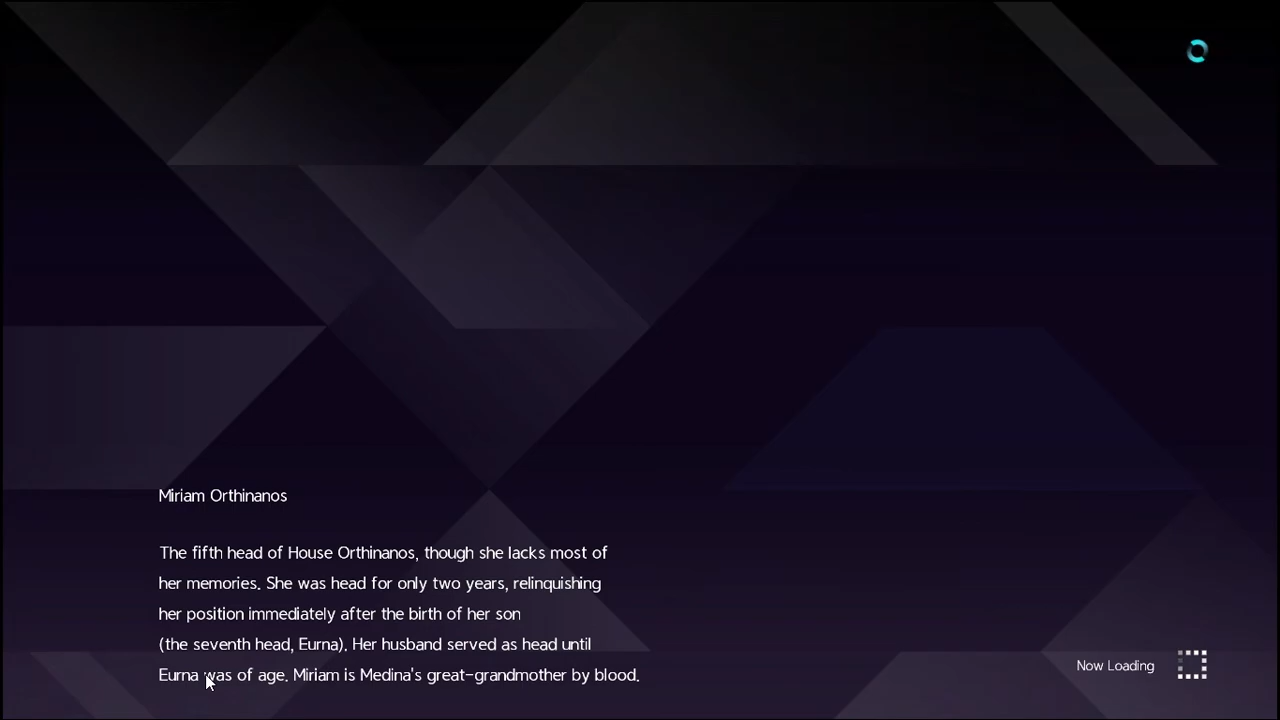 Miriam Orthinanos
The fifth head of House Orthinanos, though she lacks most of
her memories. She was head for only two years, relinquishing
her position immediately after the birth of her son
(the seventh head, Eurna). Her husband served as head until
Eurna was of age. Miriam is Medina's great-grandmother by blood.
Now Loading